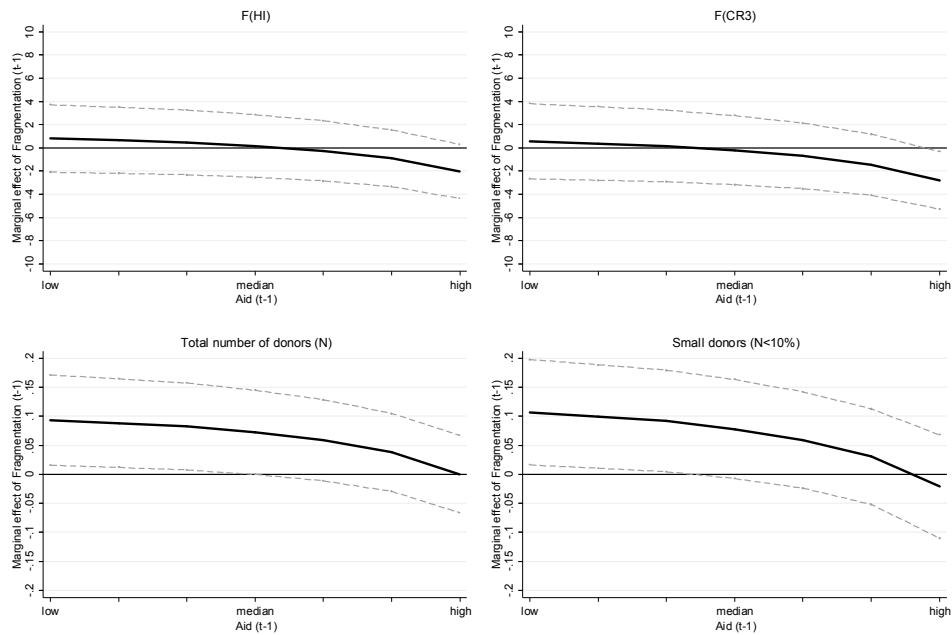 F(HI)
Marginal effect of Fragmentation (t-1)
10
8
6
4
2
0
-2
-4
-6
-8
-10
low
median
high
Aid (t-1)
F(CR3)
Marginal effect of Fragmentation (t-1)
10
8
6
4
2
0
-2
-4
-6
-8
-10
low
median
high
Aid (t-1)
Total number of donors (N)
Marginal effect of Fragmentation (t-1)
.2
.15
.1
.05
0
-.05
-.1
-.15
-.2
low
median
high
Aid (t-1)
Small donors (N<10%)
Marginal effect of Fragmentation (t-1)
.2
.15
.1
.05
0
-.05
-.1
-.15
-.2
low
median
high
Aid (t-1)